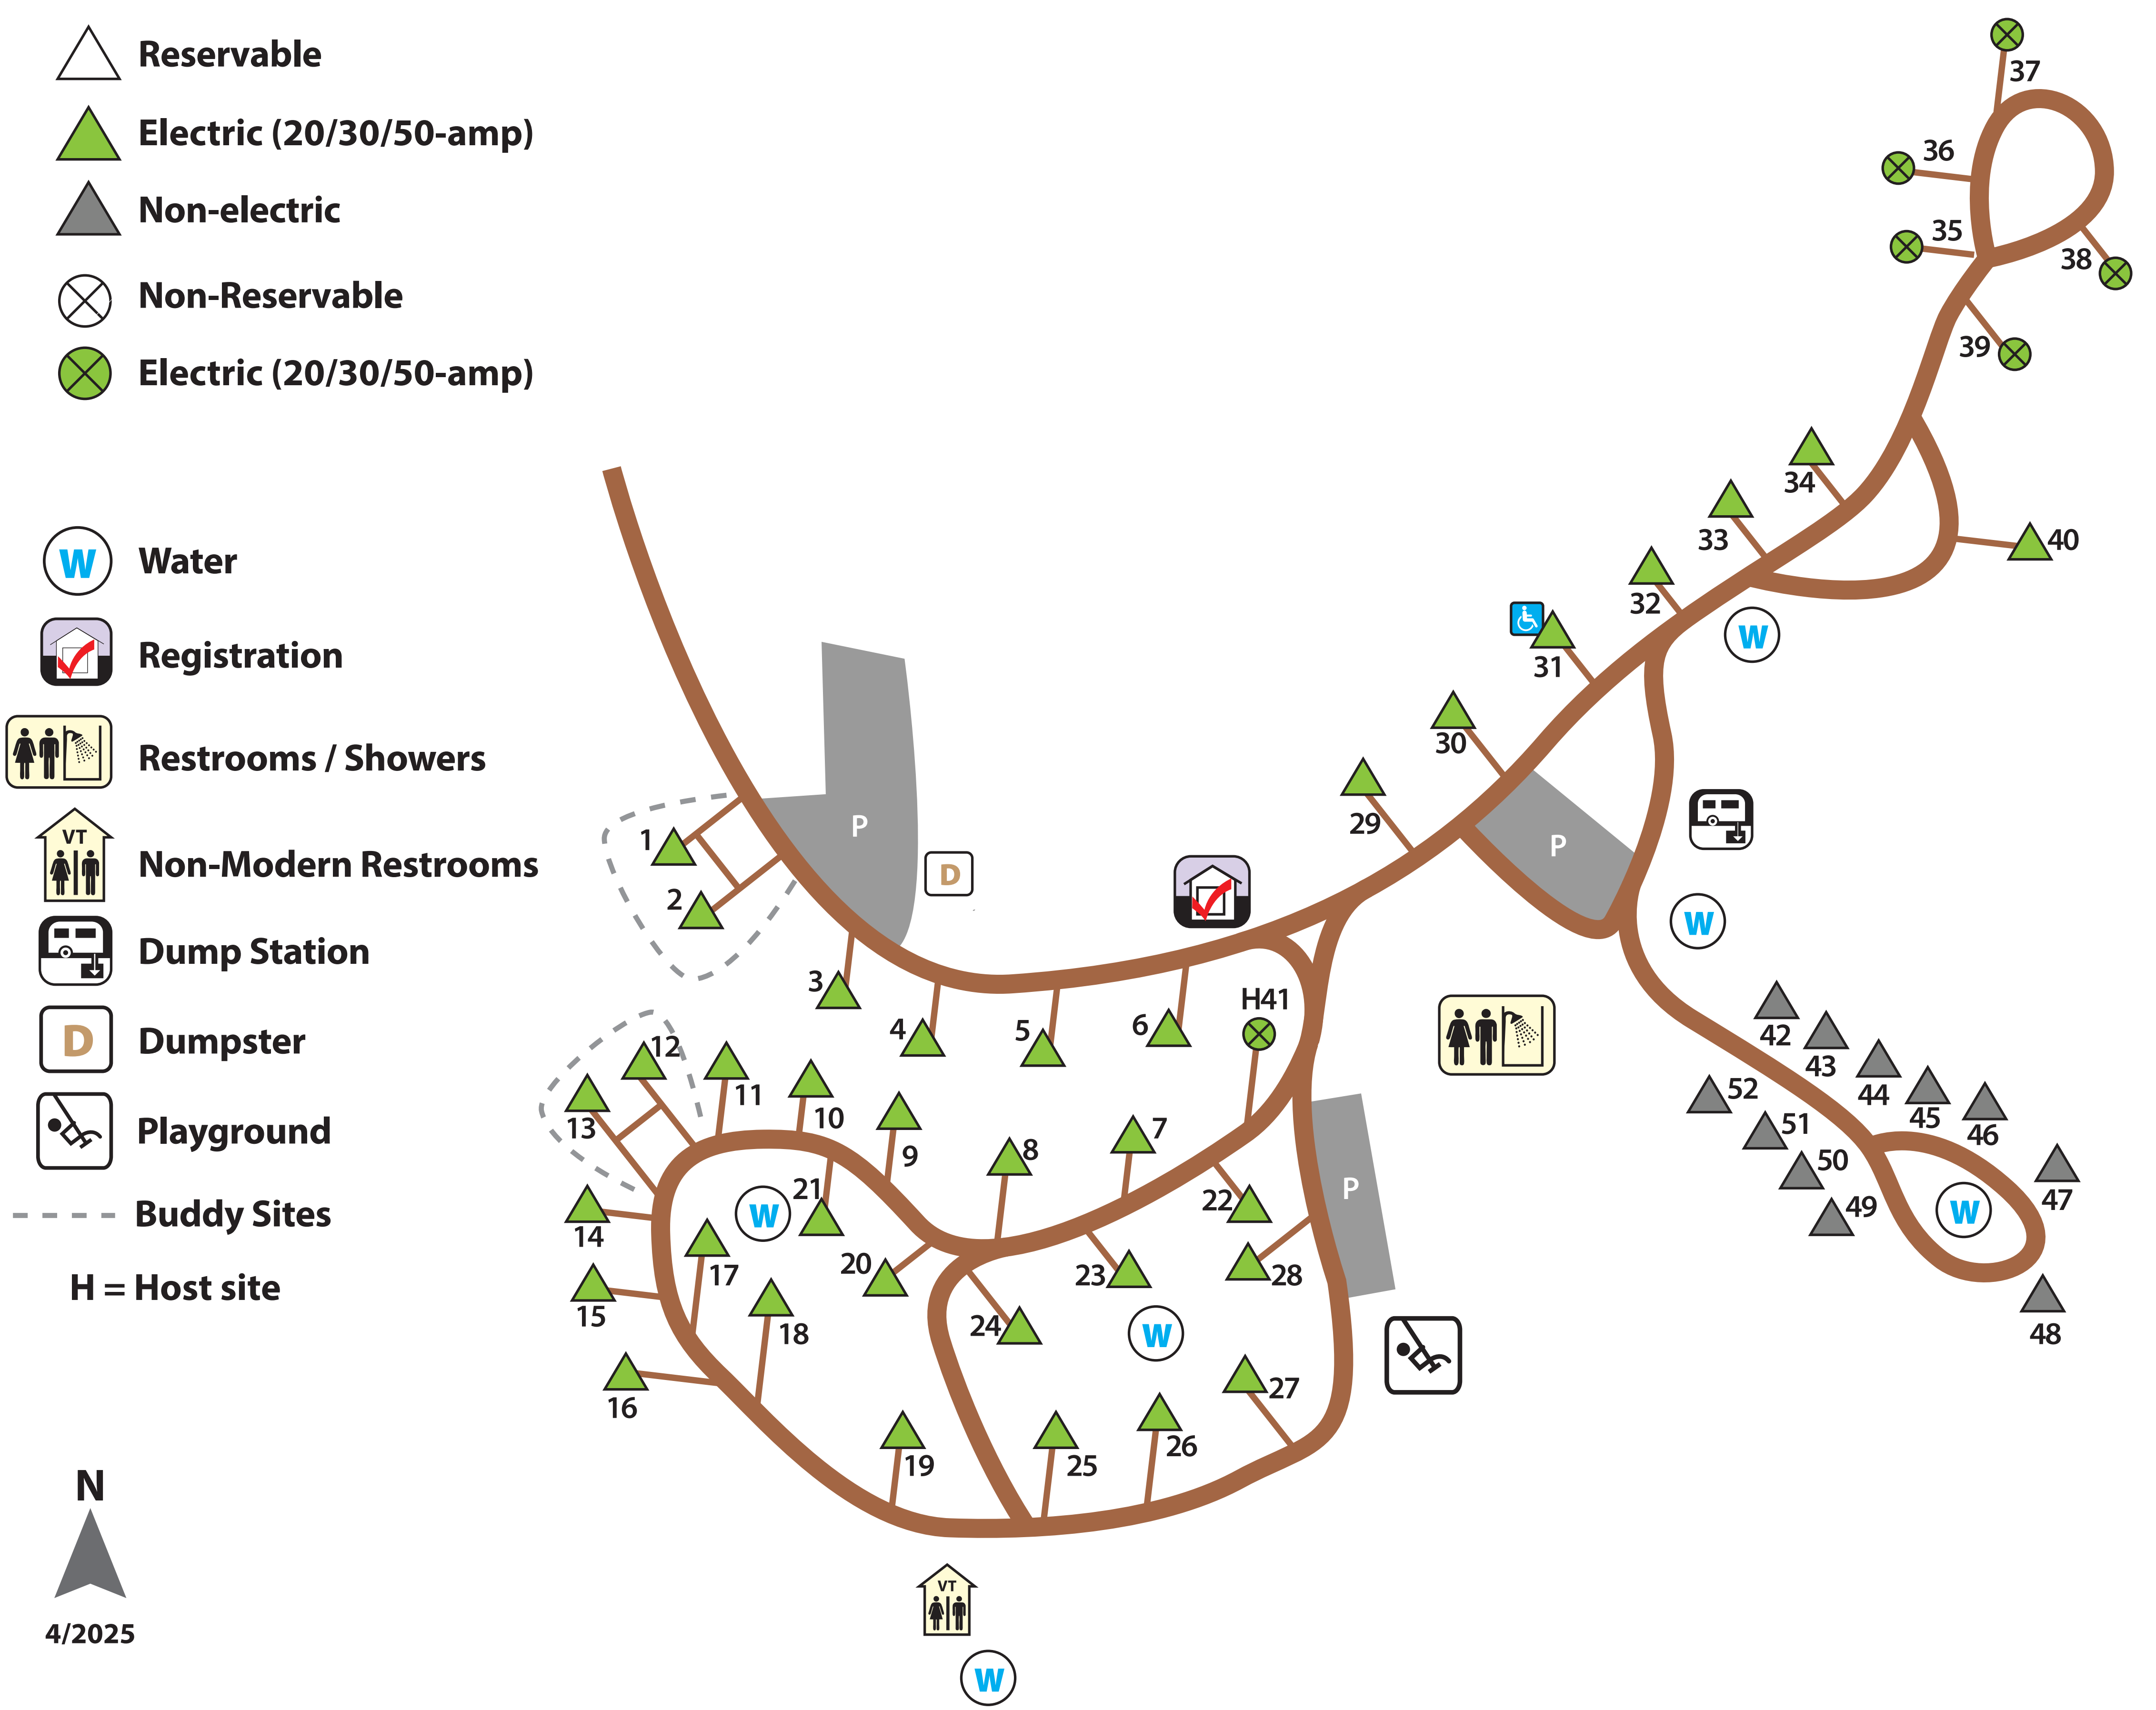 Reservable
Electric (20/30/50-amp)
Non-electric
Non-Reservable
Electric (20/30/50-amp)
W Water
Registration
Restrooms / Showers
VT
Non-Modern Restrooms
Dump Station
D Dumpster
Playground
Buddy Sites
H = Host site
N
4/2025
37
36
35
38
39
34
33
40
32
31
W
30
29
P
P
D
1
2
3
4
5
6
H41
W
42
43
44
45
46
47
48
49
50
51
52
W
12
13
11
10
9
8
7
14
15
16
17
18
W
21
20
19
22
23
24
28
P
W
27
26
25
VT
W